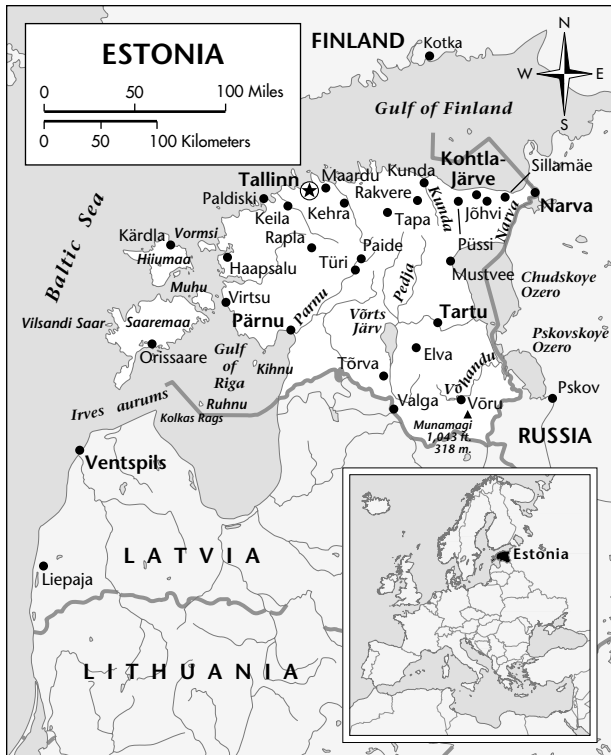 ESTONIA
0 50 100 Miles
0 50 100 Kilometers
FINLAND
Kotka
N
W E
S
Gulf of Finland
Baltic Sea
Tallinn
Maardu
Kunda
Kohtla-
Järve
Sillamäe
Paldiski
Keila
Kehra
Rakvere
Tapa
Kunda
Püssi
Jõhvi
Narva
Narva
Kärdla
Vormsi
Hiiumaa
Haapsalu
Rapla
Türi
Paide
Pedja
Mustvee
Chudskoye
Ozero
Muhu
Virtsu
Vilsandi Saar
Saaremaa
Orissaare
Pärnu
Parnu
Võrts
Järv
Tartu
Elva
Pskovskoye
Ozero
Gulf
of
Riga
Kihnu
Tõrva
Võhandu
Võru
Pskov
Irves aurums
Ruhnu
Kolkas Rags
Valga
Munamagi
1,043 ft.
318 m.
RUSSIA
Ventspils
LATVIA
Liepaja
LITHUANIA
Estonia